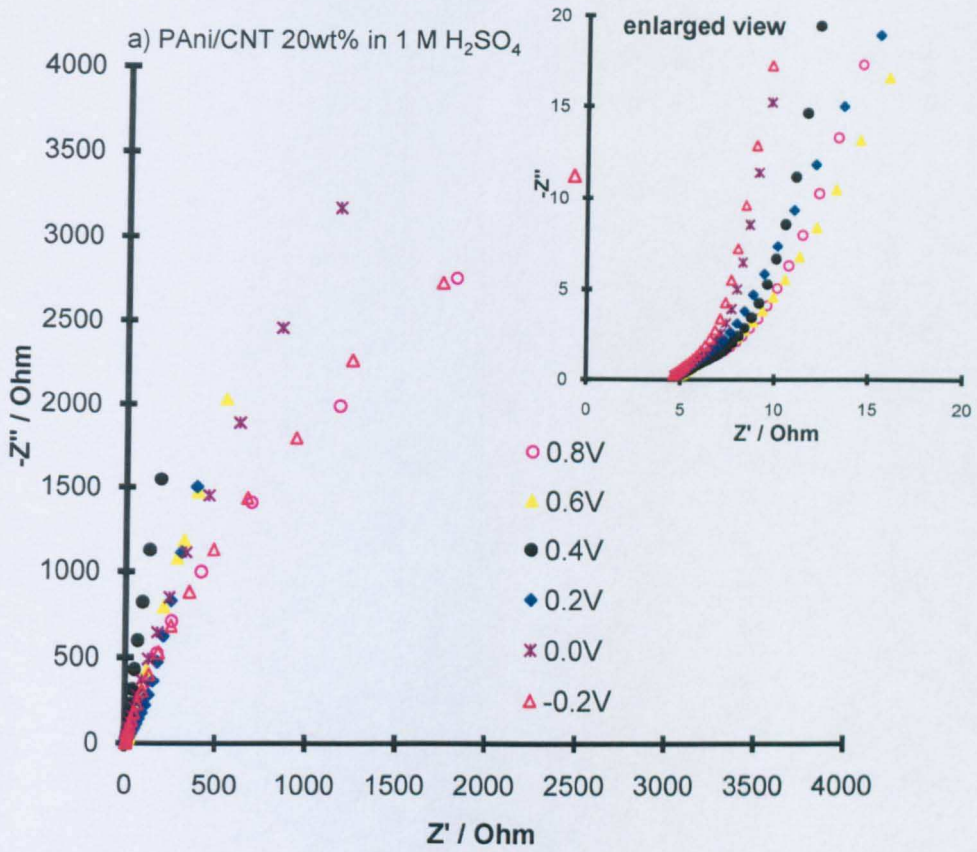 a) PAni/CNT 20wt% in 1 M H₂SO₄
4000
3500
3000
2500
2000
1500
1000
500
0
-Z'' / Ohm
0 500 1000 1500 2000 2500 3000 3500 4000
Z' / Ohm
enlarged view
20
15
10
5
0
-Z''
0 5 10 15 20
Z' / Ohm
0.8V
0.6V
0.4V
0.2V
0.0V
-0.2V